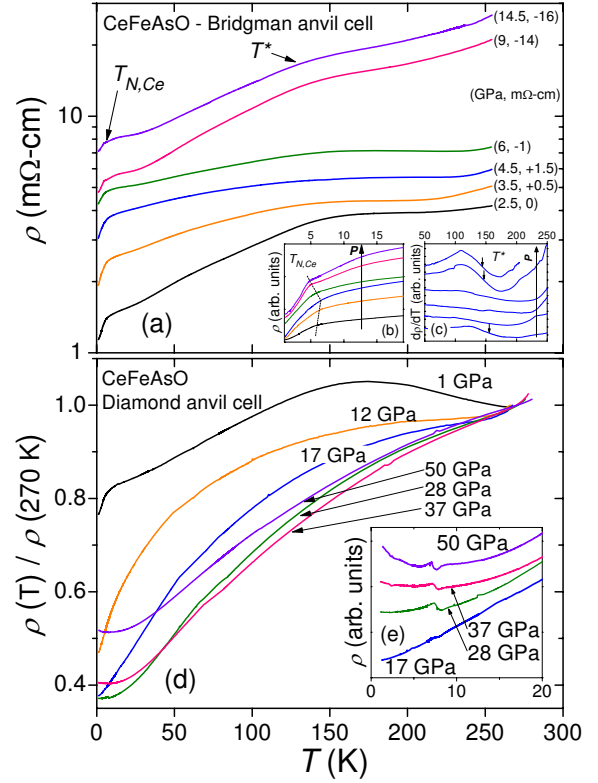 CeFeAsO - Bridgman anvil cell
(14.5, -16)
(9, -14)
T*
T_{N,Ce}
(GPa, mΩ-cm)
10
(6, -1)
(4.5, +1.5)
(3.5, +0.5)
(2.5, 0)
ρ (mΩ-cm)
1
(a)
5 10 15
T_{N,Ce}
P
ρ (arb. units)
(b)
50 100 150 200 250
T*
P
dρ/dT (arb. units)
(c)
CeFeAsO
Diamond anvil cell
1 GPa
12 GPa
17 GPa
50 GPa
28 GPa
37 GPa
1.0
0.8
0.6
0.4
ρ (T) / ρ (270 K)
(d)
50 GPa
37 GPa
28 GPa
17 GPa
ρ (arb. units)
(e)
0 10 20
0 50 100 150 200 250 300
T (K)